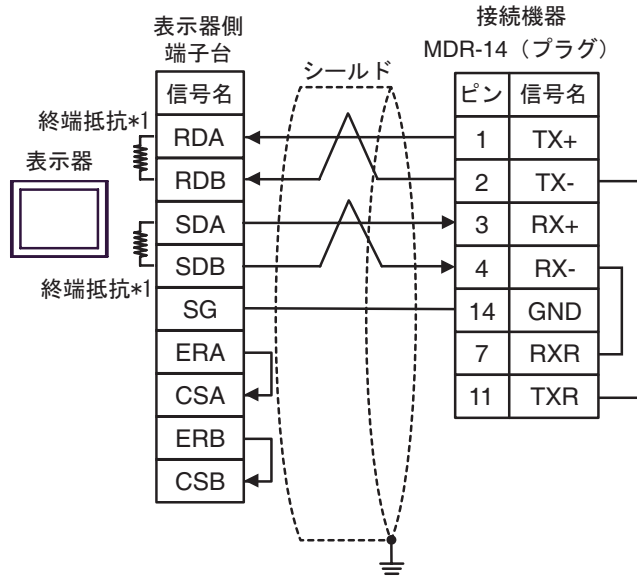 表示器側
端子台
接続機器
MDR-14（プラグ）
シールド
終端抵抗*1
表示器
終端抵抗*1
信号名
RDA
RDB
SDA
SDB
SG
ERA
CSA
ERB
CSB
ピン 信号名
1 TX+
2 TX-
3 RX+
4 RX-
14 GND
7 RXR
11 TXR